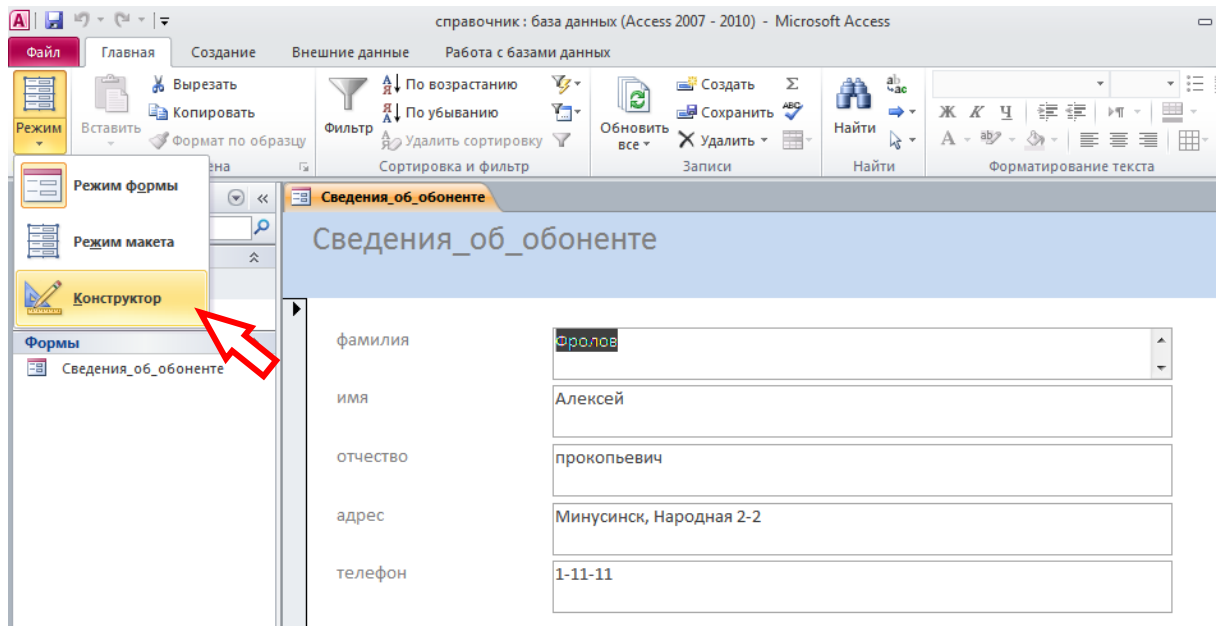 справочник : база данных (Access 2007 - 2010) - Microsoft Access
Файл Главная Создание Внешние данные Работа с базами данных
Режим
Вставить
Вырезать
Копировать
Формат по образцу
ена
Фильтр
По возрастанию
По убыванию
Удалить сортировку
Сортировка и фильтр
Обновить
все
Создать
Сохранить
Удалить
Записи
Найти
Найти
Ж К Ч
А
Форматирование текста
Режим формы
Режим макета
Конструктор
Формы
Сведения_об_обоненте
Сведения_об_обоненте
Сведения_об_обоненте
фамилия Фролов
имя Алексей
отчество прокопьевич
адрес Минусинск, Народная 2-2
телефон 1-11-11